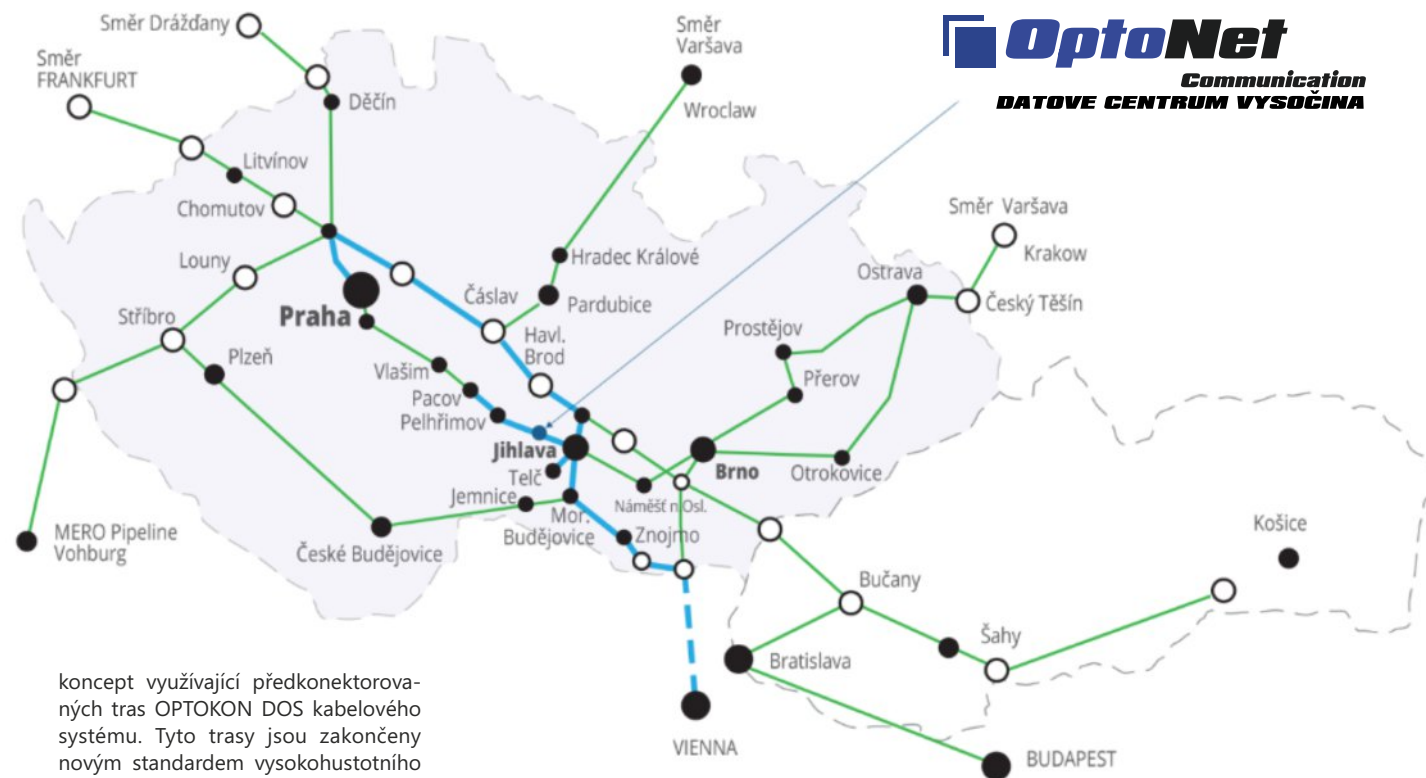 Směr Drážďany
OptoNet
Communication
DATOVE CENTRUM VYSOČINA
Směr
Varšava
Směr
FRANKFURT
Děčín
Wroclaw
Litvínov
Chomutov
Směr Varšava
Krakow
Louny
Hradec Králové
Ostrava
Čáslav
Pardubice
Český Těšín
Praha
Stříbro
Havl.
Brod
Prostějov
Plzeň
Vlašim
Přerov
Pacov
Pelhřimov
Jihlava
Brno
Telč
Otrokovice
Jemnice
Náměšť n Osl.
Mor.
Budějovice
Znojmo
MERO Pipeline
Vohburg
České Budějovice
Košice
Bučany
Šahy
Bratislava
koncept využívající předkonektorova-
ných tras OPTOKON DOS kabelového
systému. Tyto trasy jsou zakončeny
novým standardem vysokohustotního
VIENNA
BUDAPEST